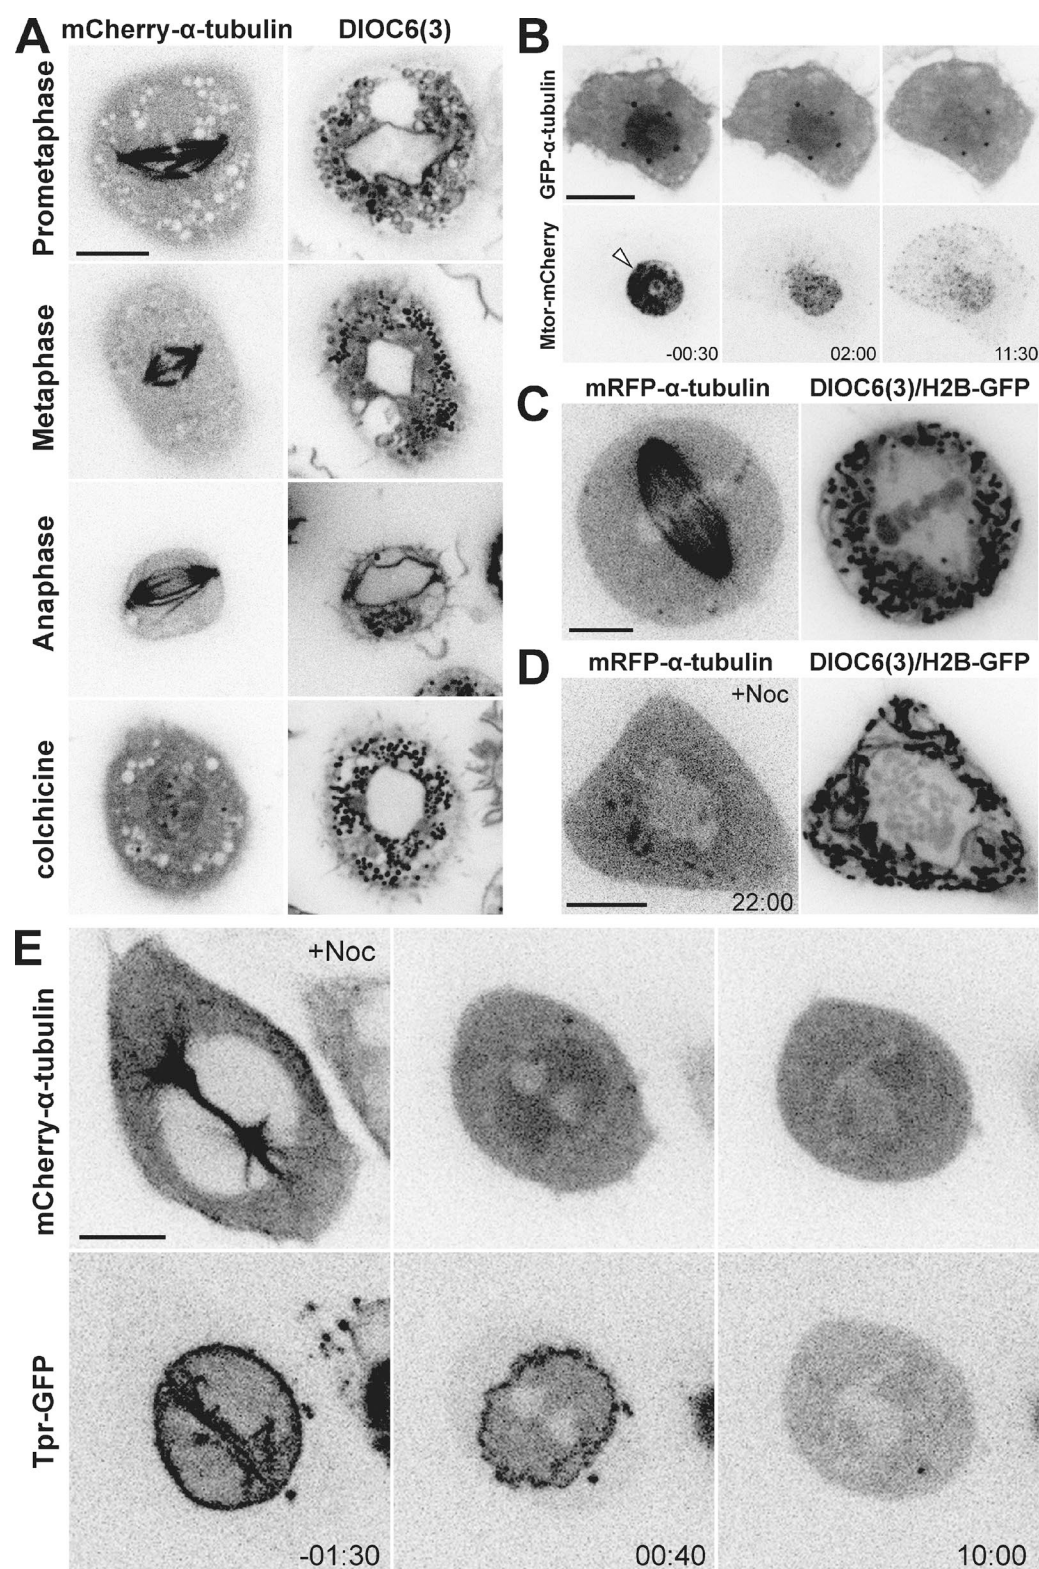 A
mCherry-α-tubulin
DIOC6(3)
Prometaphase
Metaphase
Anaphase
colchicine
B
GFP-α-tubulin
Mtor-mCherry
-00:30
02:00
11:30
C
mRFP-α-tubulin
DIOC6(3)/H2B-GFP
D
mRFP-α-tubulin
DIOC6(3)/H2B-GFP
+Noc
22:00
E
+Noc
mCherry-α-tubulin
Tpr-GFP
-01:30
00:40
10:00